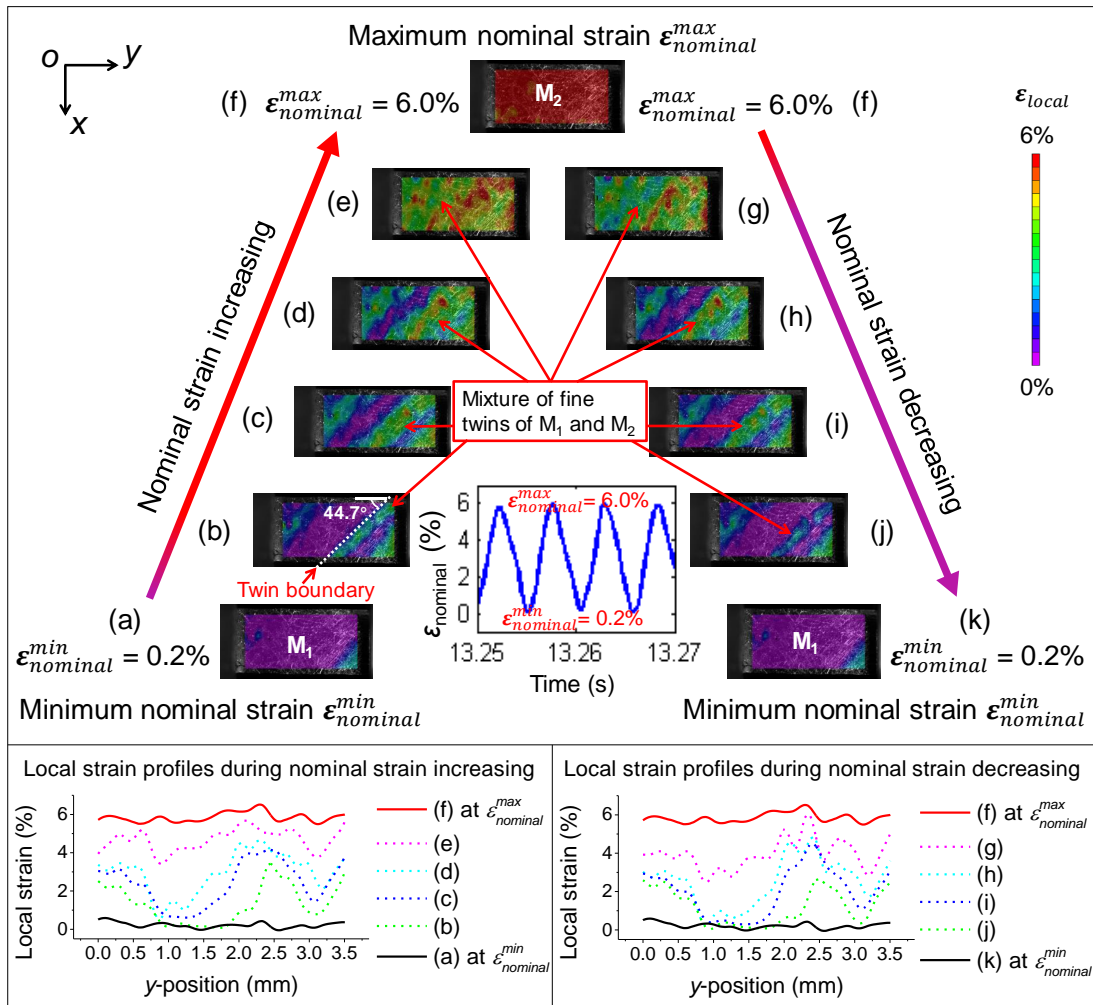 Maximum nominal strain ε^max_nominal
o
y
x
(f) ε^max_nominal = 6.0%
M₂
ε^max_nominal = 6.0% (f)
ε_local
6%
0%
(e)
(g)
(d)
(h)
Nominal strain increasing
Nominal strain decreasing
Mixture of fine
twins of M₁ and M₂
(c)
(i)
(b)
44.7°
Twin boundary
(j)
ε_nominal (%)
6
4
2
0
ε^max_nominal = 6.0%
ε^min_nominal = 0.2%
13.25
13.26
13.27
Time (s)
(a)
ε^min_nominal = 0.2%
M₁
Minimum nominal strain ε^min_nominal
(k)
M₁
ε^min_nominal = 0.2%
Minimum nominal strain ε^min_nominal
Local strain profiles during nominal strain increasing
Local strain (%)
6
4
2
0
0.0 0.5 1.0 1.5 2.0 2.5 3.0 3.5
y-position (mm)
(f) at ε^max_nominal
(e)
(d)
(c)
(b)
(a) at ε^min_nominal
Local strain profiles during nominal strain decreasing
Local strain (%)
6
4
2
0
0.0 0.5 1.0 1.5 2.0 2.5 3.0 3.5
y-position (mm)
(f) at ε^max_nominal
(g)
(h)
(i)
(j)
(k) at ε^min_nominal